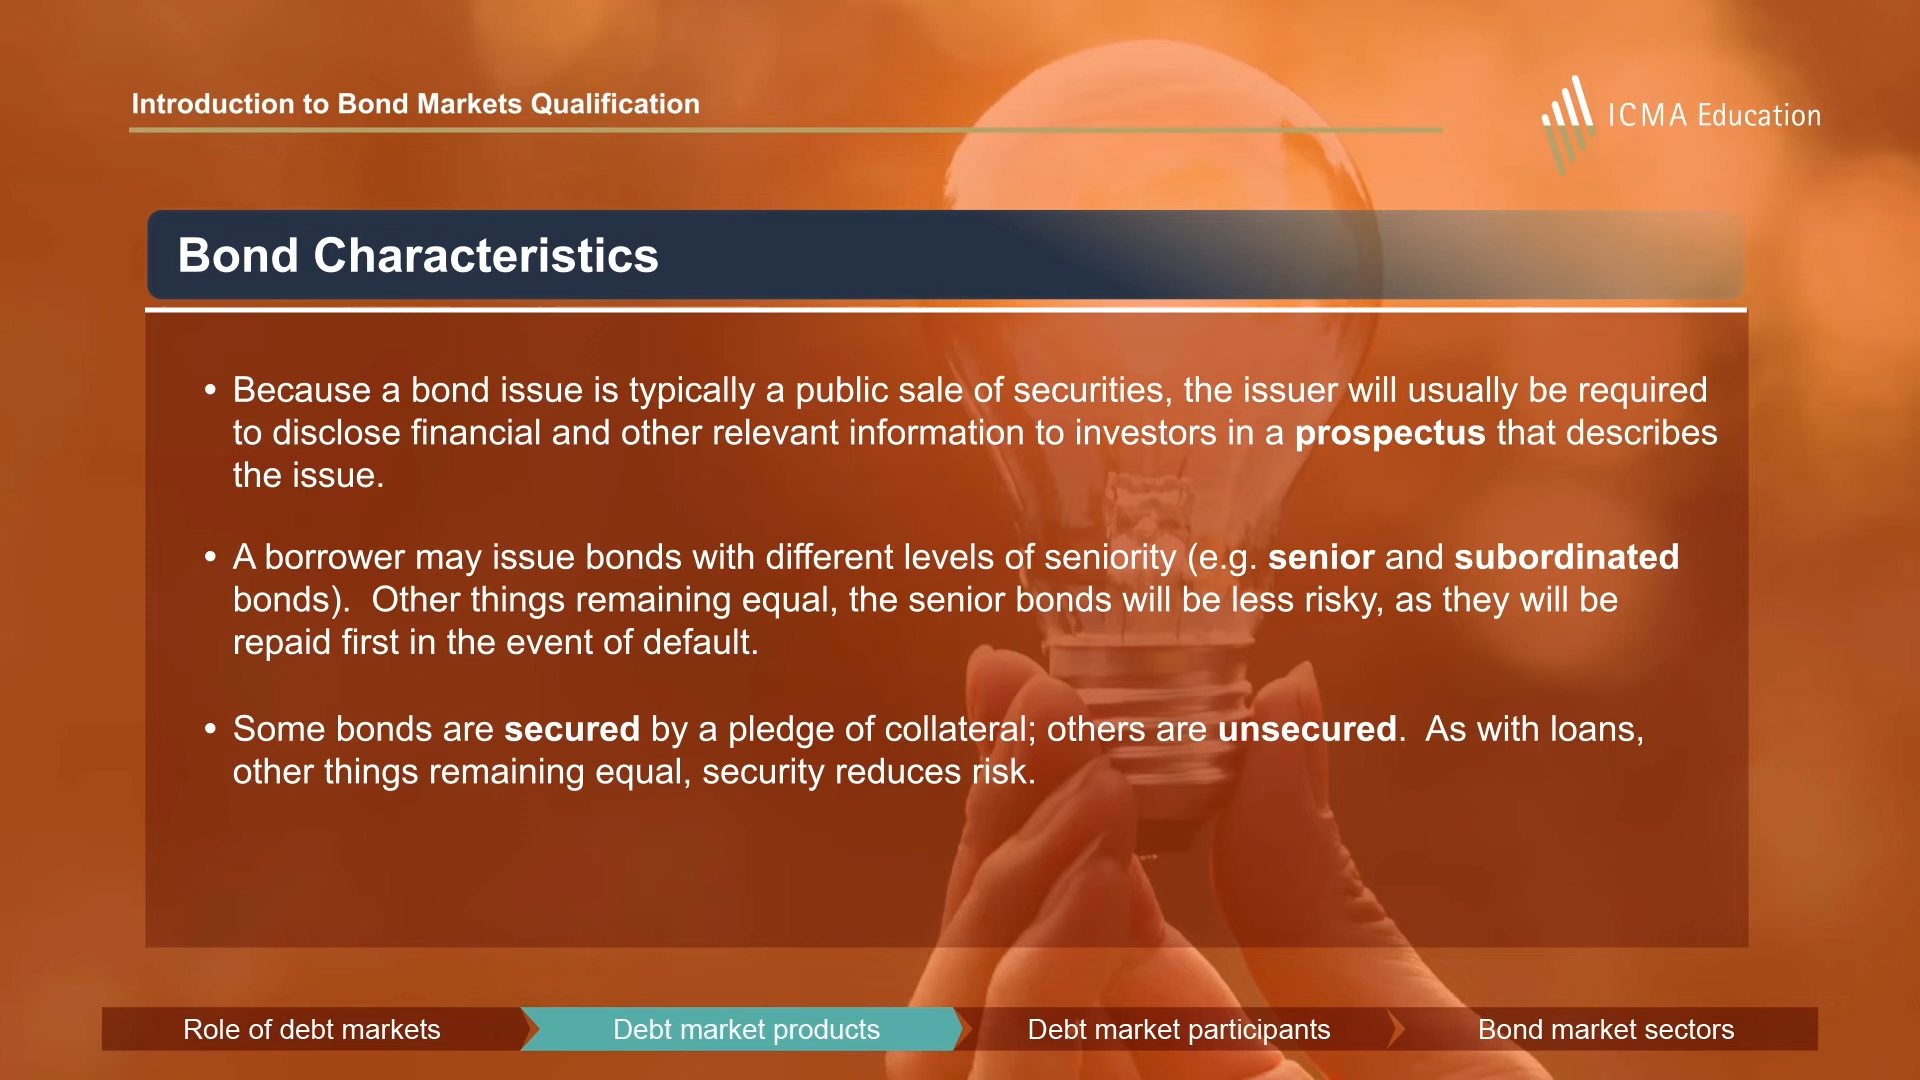 Introduction to Bond Markets Qualification
ICMA Education
Bond Characteristics
• Because a bond issue is typically a public sale of securities, the issuer will usually be required
to disclose financial and other relevant information to investors in a prospectus that describes
the issue.
• A borrower may issue bonds with different levels of seniority (e.g. senior and subordinated
bonds).  Other things remaining equal, the senior bonds will be less risky, as they will be
repaid first in the event of default.
• Some bonds are secured by a pledge of collateral; others are unsecured.  As with loans,
other things remaining equal, security reduces risk.
Role of debt markets
Debt market products
Debt market participants
Bond market sectors